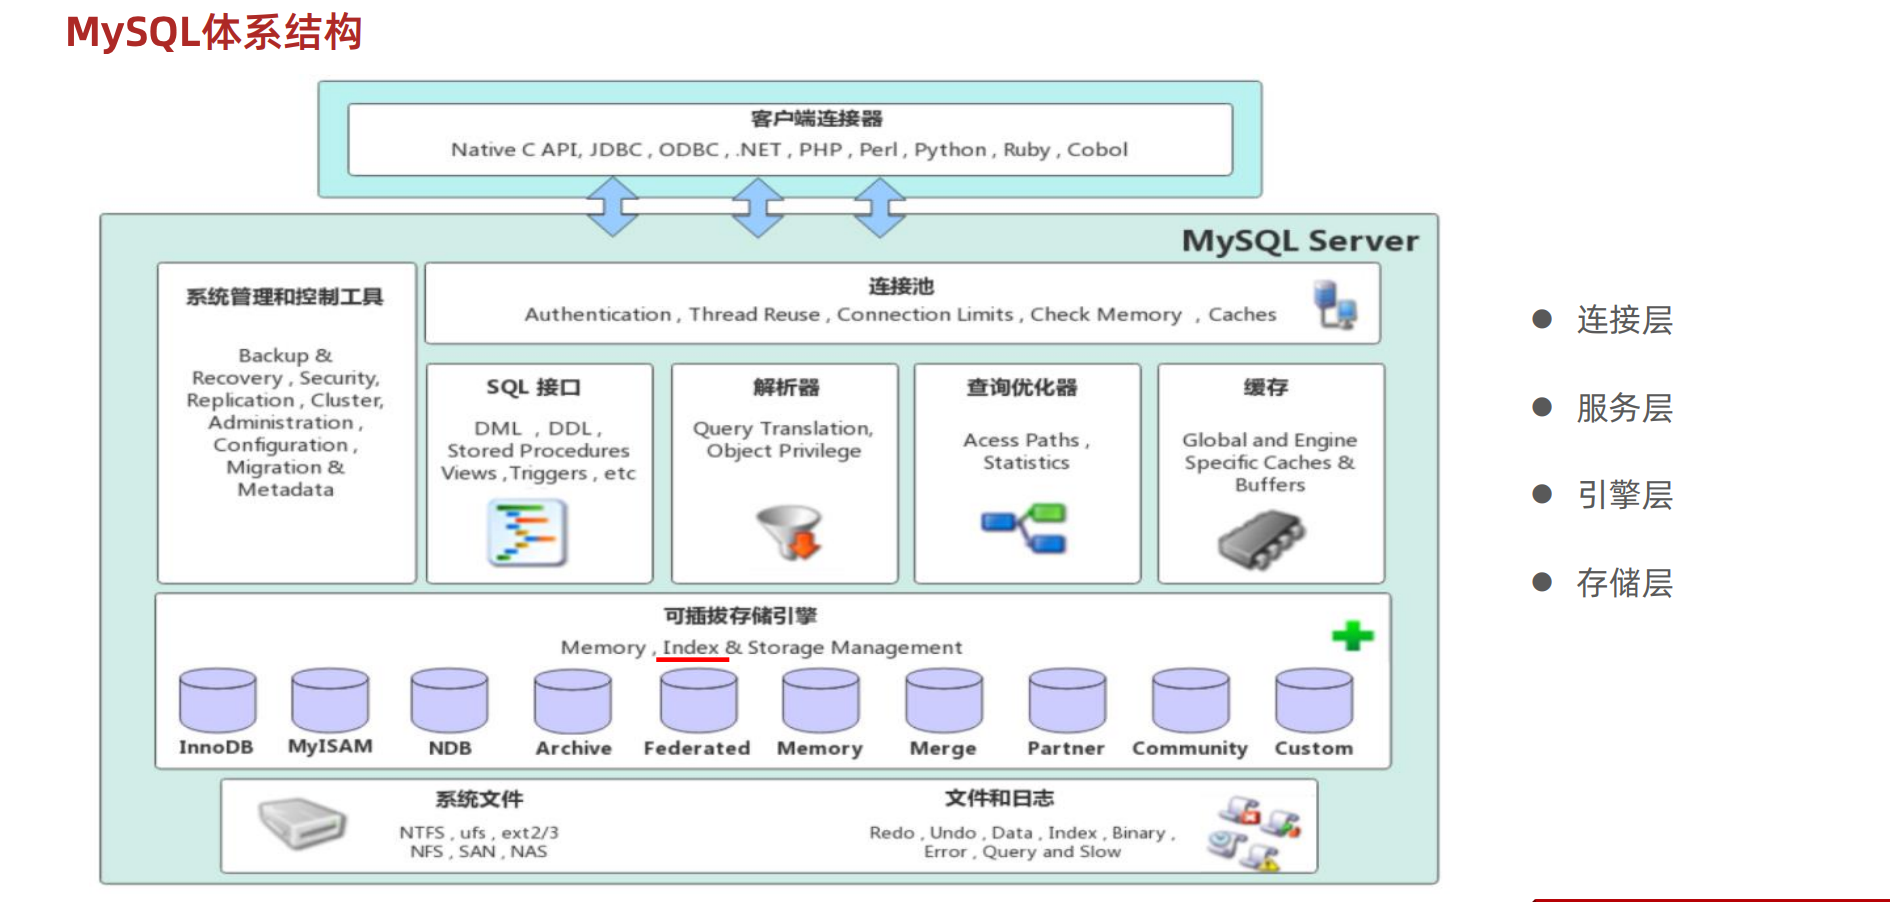 MySQL体系结构
客户端连接器
Native C API, JDBC , ODBC , .NET , PHP , Perl , Python , Ruby , Cobol
MySQL Server
系统管理和控制工具
Backup &
Recovery , Security,
Replication , Cluster,
Administration ,
Configuration ,
Migration &
Metadata
连接池
Authentication , Thread Reuse , Connection Limits , Check Memory , Caches
SQL 接口
DML , DDL ,
Stored Procedures
Views ,Triggers , etc
解析器
Query Translation,
Object Privilege
查询优化器
Acess Paths ,
Statistics
缓存
Global and Engine
Specific Caches &
Buffers
可插拔存储引擎
Memory , Index & Storage Management
InnoDB MyISAM NDB Archive Federated Memory Merge Partner Community Custom
系统文件
NTFS , ufs , ext2/3
NFS , SAN , NAS
文件和日志
Redo , Undo , Data , Index , Binary ,
Error , Query and Slow
● 连接层
● 服务层
● 引擎层
● 存储层